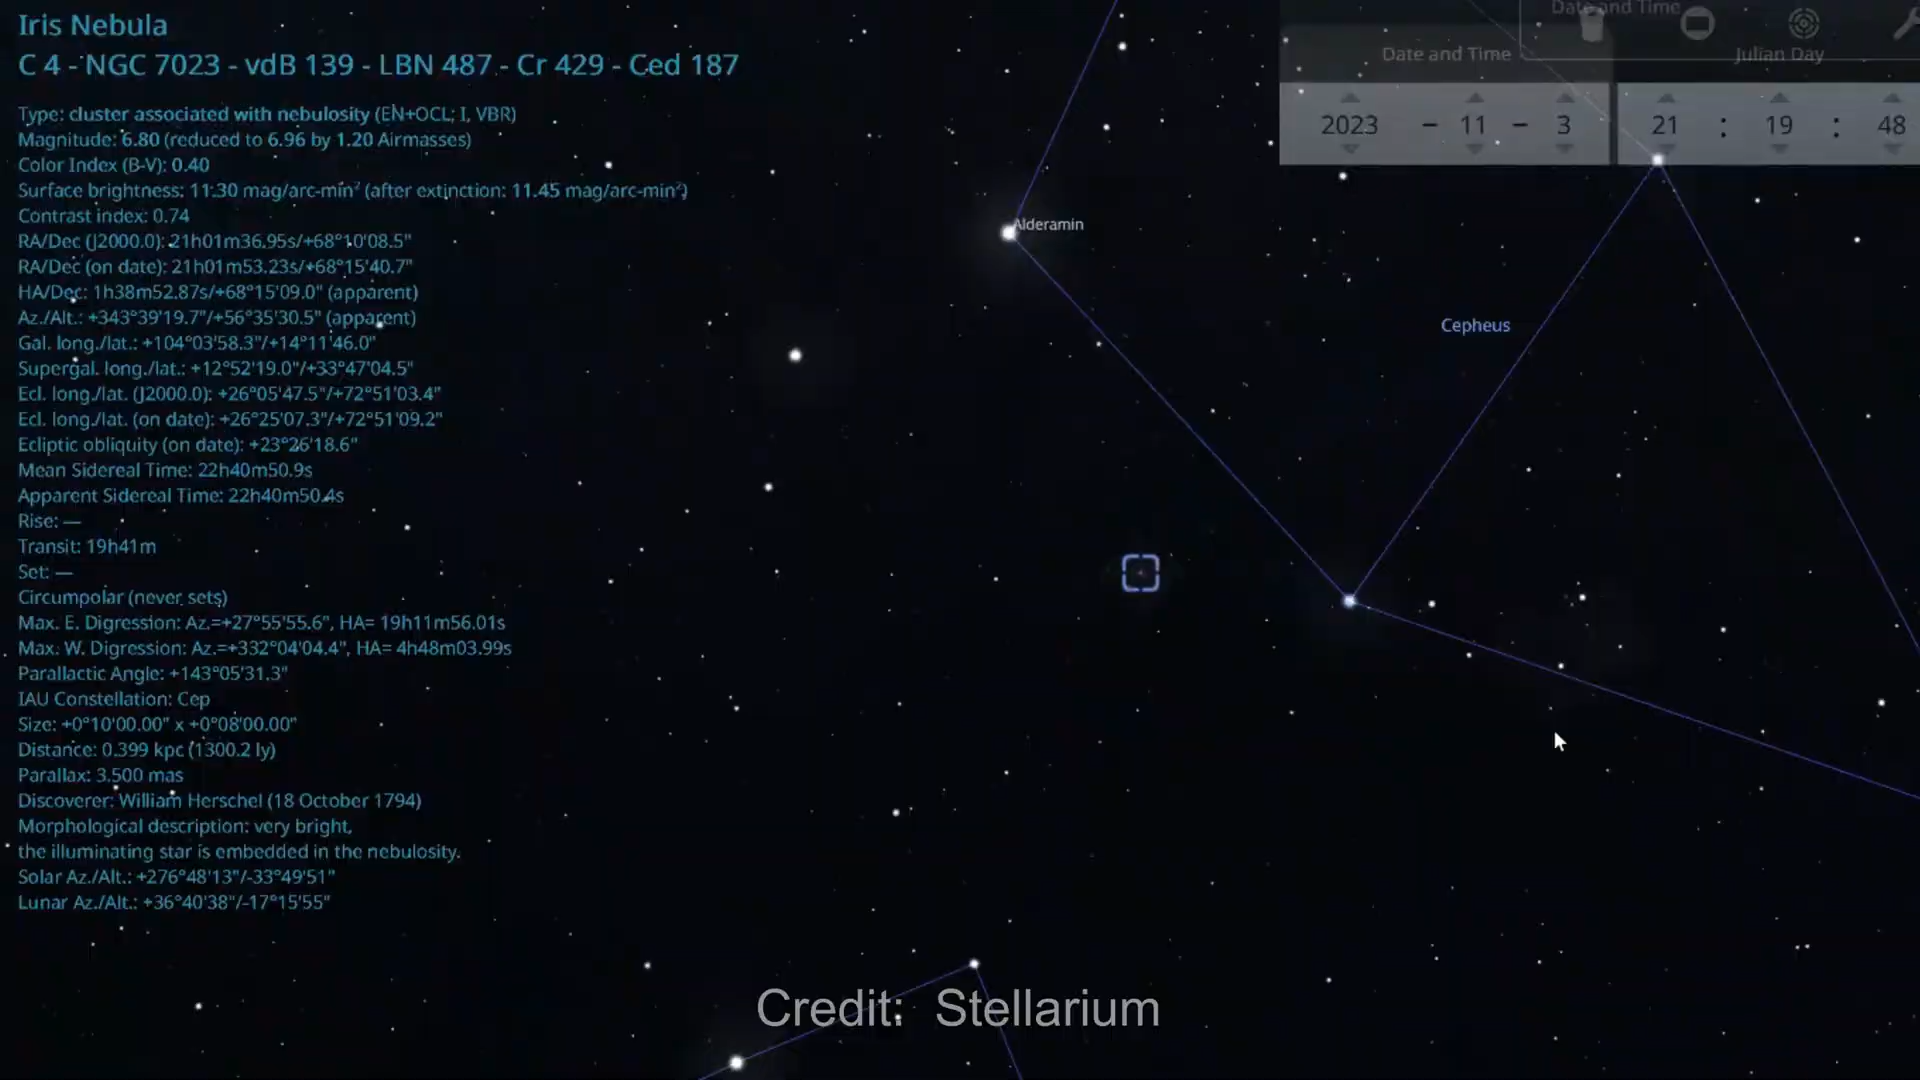 Iris Nebula
C 4 - NGC 7023 - vdB 139 - LBN 487 - Cr 429 - Ced 187
Type: cluster associated with nebulosity (EN+OCL; I, VBR)
Magnitude: 6.80 (reduced to 6.96 by 1.20 Airmasses)
Color Index (B-V): 0.40
Surface brightness: 11.30 mag/arc-min² (after extinction: 11.45 mag/arc-min²)
Contrast index: 0.74
RA/Dec (J2000.0): 21h01m36.95s/+68°10'08.5"
RA/Dec (on date): 21h01m53.23s/+68°15'40.7"
HA/Dec: 1h38m52.87s/+68°15'09.0" (apparent)
Az./Alt.: +343°39'19.7"/+56°35'30.5" (apparent)
Gal. long./lat.: +104°03'58.3"/+14°11'46.0"
Supergal. long./lat.: +12°52'19.0"/+33°47'04.5"
Ecl. long./lat. (J2000.0): +26°05'47.5"/+72°51'03.4"
Ecl. long./lat. (on date): +26°25'07.3"/+72°51'09.2"
Ecliptic obliquity (on date): +23°26'18.6"
Mean Sidereal Time: 22h40m50.9s
Apparent Sidereal Time: 22h40m50.4s
Rise: —
Transit: 19h41m
Set: —
Circumpolar (never sets)
Max. E. Digression: Az.=+27°55'55.6", HA= 19h11m56.01s
Max. W. Digression: Az.=+332°04'04.4", HA= 4h48m03.99s
Parallactic Angle: +143°05'31.3"
IAU Constellation: Cep
Size: +0°10'00.00" x +0°08'00.00"
Distance: 0.399 kpc (1300.2 ly)
Parallax: 3.500 mas
Discoverer: William Herschel (18 October 1794)
Morphological description: very bright,
the illuminating star is embedded in the nebulosity.
Solar Az./Alt.: +276°48'13"/-33°49'51"
Lunar Az./Alt.: +36°40'38"/-17°15'55"
Date and Time
Date and Time
Julian Day
2023 - 11 - 3
21 : 19 : 48
Alderamin
Cepheus
Credit: Stellarium